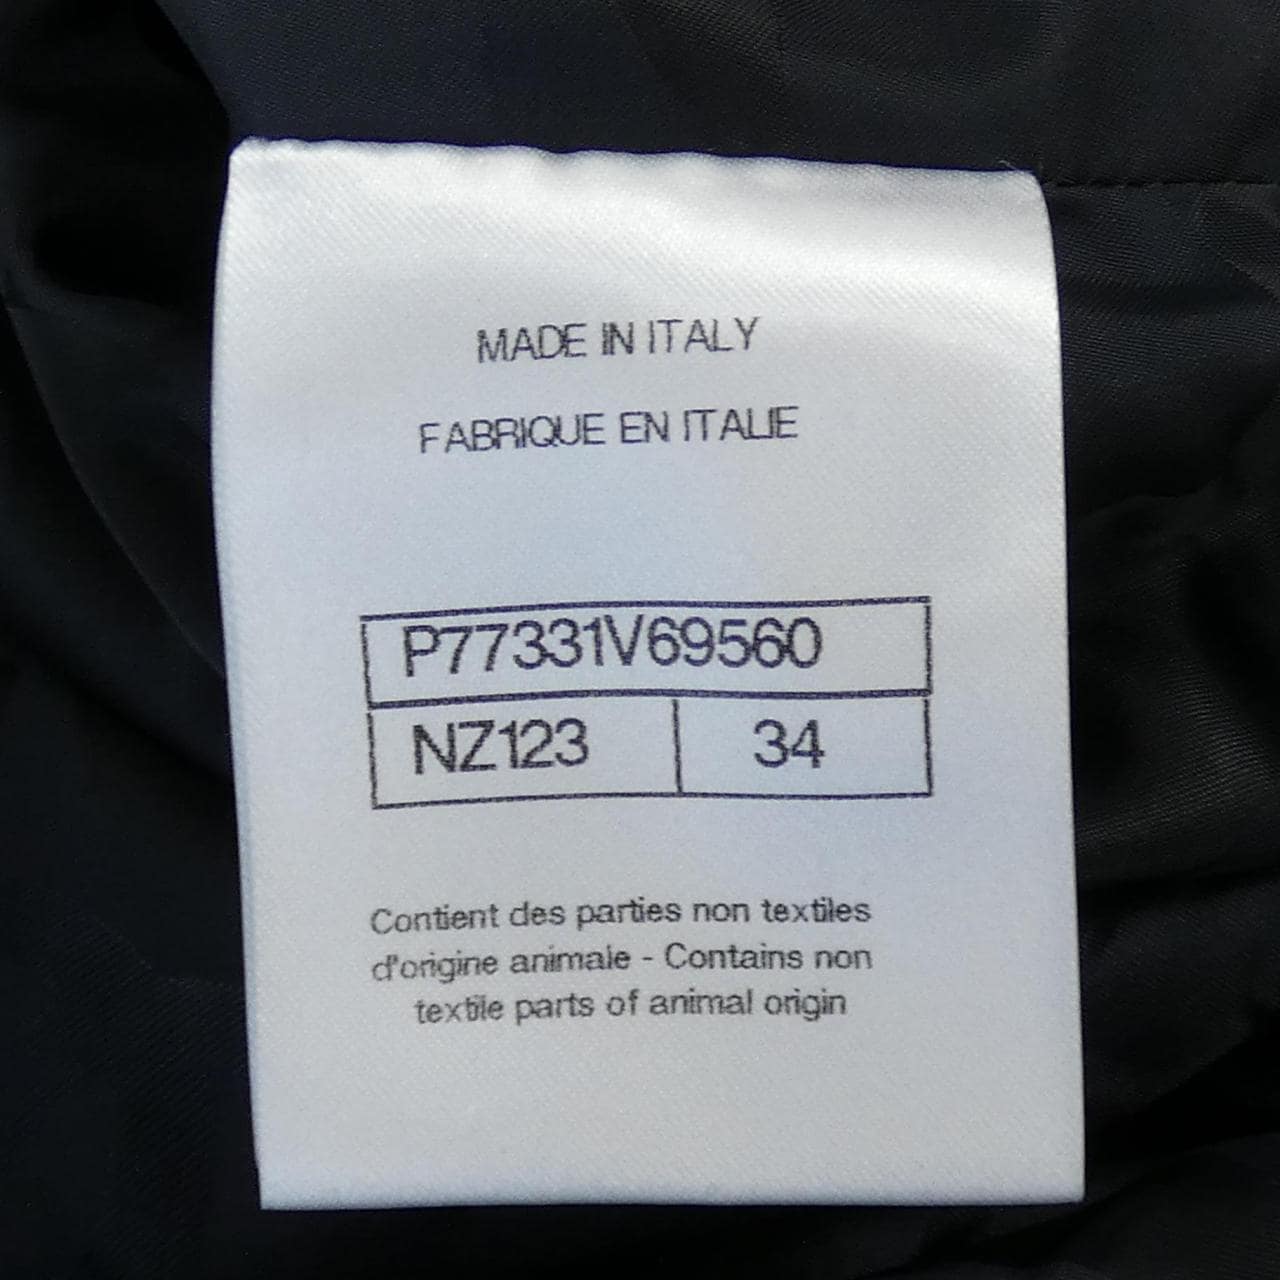 MADE IN ITALY
FABRIQUE EN ITALIE
P77331V69560
NZ123 34
Contient des parties non textiles
d'origine animale - Contains non
textile parts of animal origin